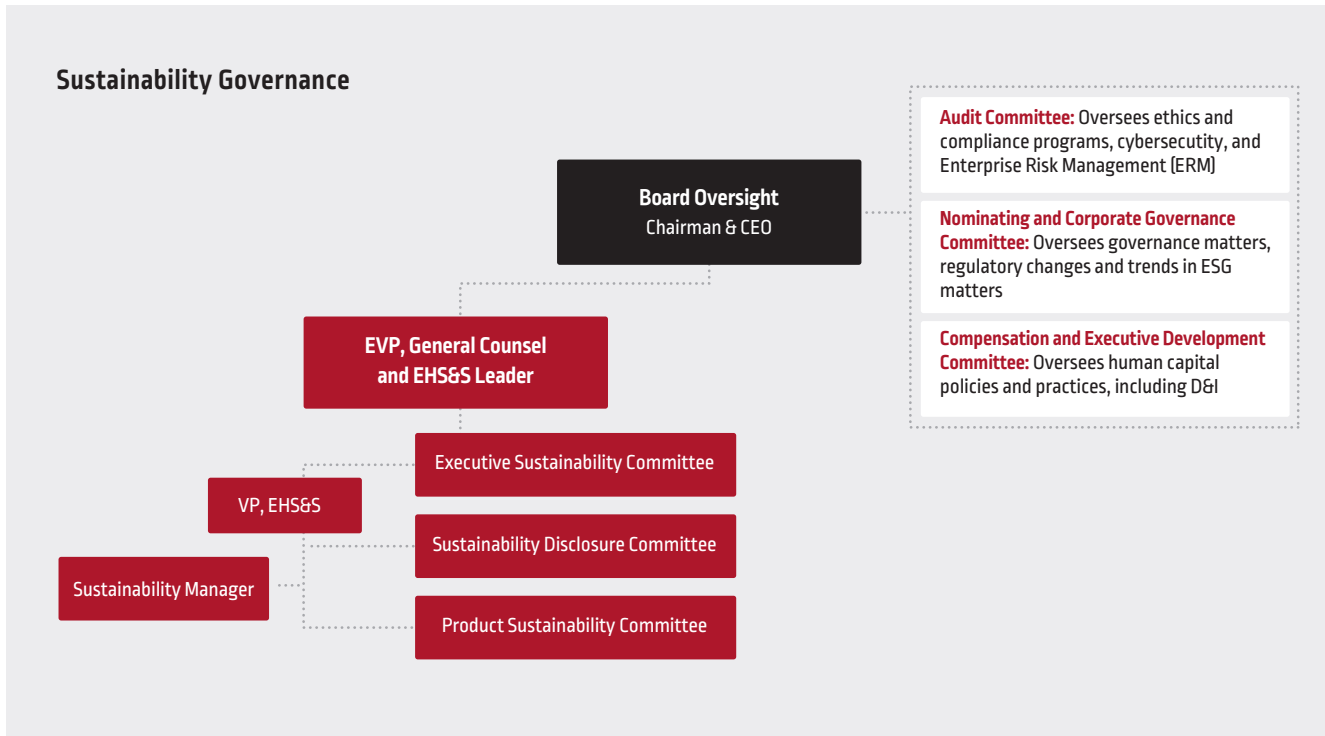 Sustainability Governance
Board Oversight
Chairman & CEO
Audit Committee: Oversees ethics and
compliance programs, cybersecutity, and
Enterprise Risk Management (ERM)
Nominating and Corporate Governance
Committee: Oversees governance matters,
regulatory changes and trends in ESG
matters
Compensation and Executive Development
Committee: Oversees human capital
policies and practices, including D&I
EVP, General Counsel
and EHS&S Leader
Executive Sustainability Committee
VP, EHS&S
Sustainability Disclosure Committee
Sustainability Manager
Product Sustainability Committee